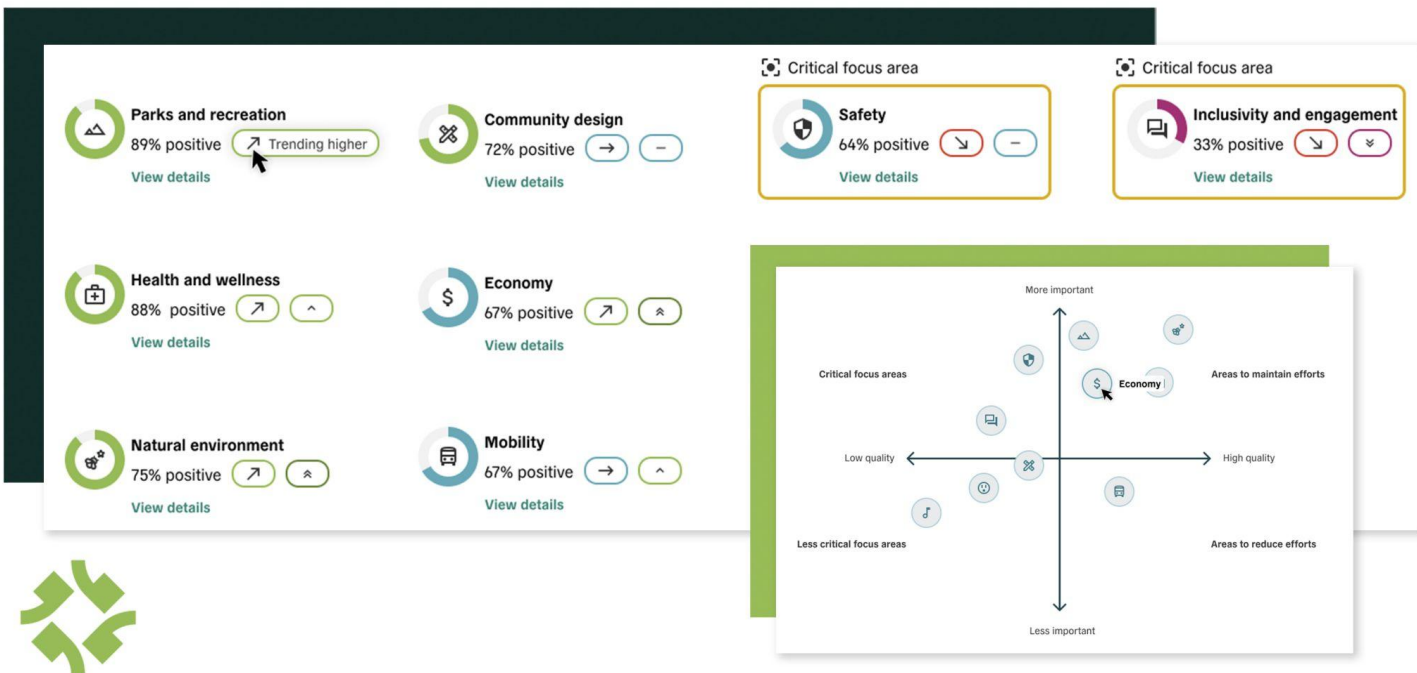 Parks and recreation
89% positive
Trending higher
View details
Community design
72% positive
View details
Critical focus area
Safety
64% positive
View details
Critical focus area
Inclusivity and engagement
33% positive
View details
Health and wellness
88% positive
View details
Economy
67% positive
View details
Natural environment
75% positive
View details
Mobility
67% positive
View details
More important
Critical focus areas
Economy
Areas to maintain efforts
Low quality
High quality
Less critical focus areas
Areas to reduce efforts
Less important